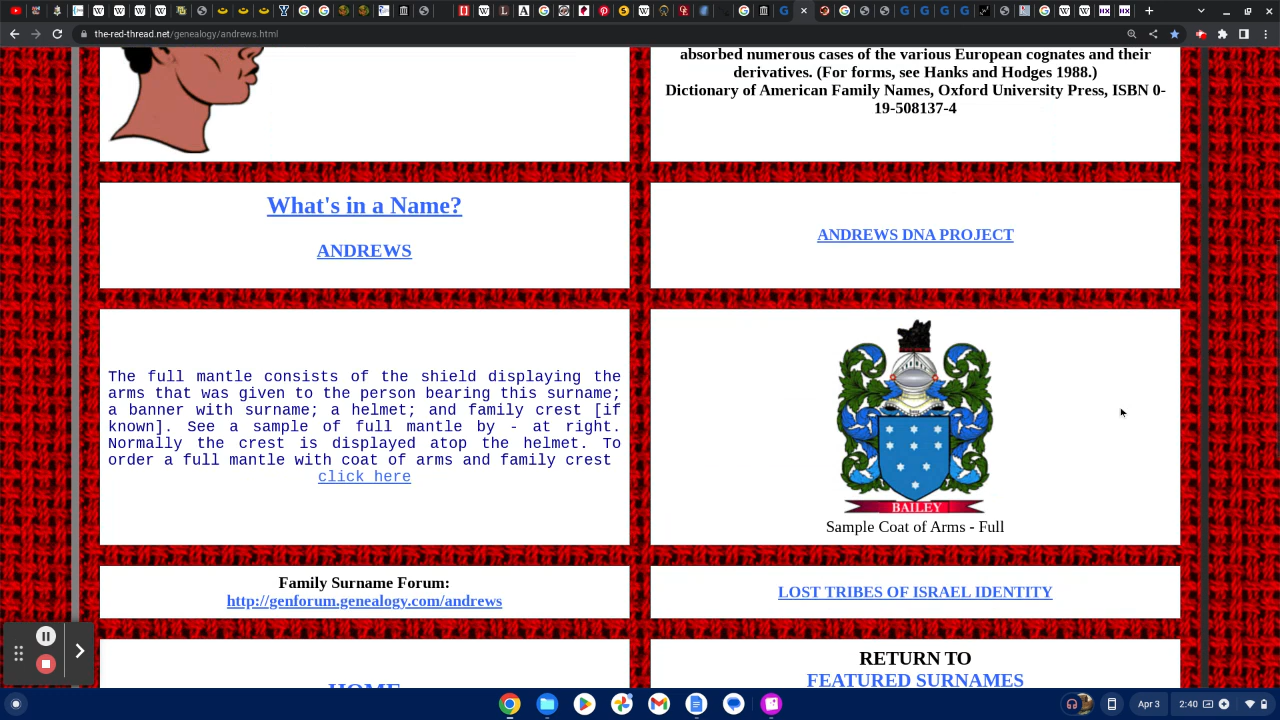 the-red-thread.net/genealogy/andrews.html
absorbed numerous cases of the various European cognates and their
derivatives. (For forms, see Hanks and Hodges 1988.)
Dictionary of American Family Names, Oxford University Press, ISBN 0-
19-508137-4
What's in a Name?
ANDREWS
ANDREWS DNA PROJECT
The full mantle consists of the shield displaying the
arms that was given to the person bearing this surname;
a banner with surname; a helmet; and family crest [if
known]. See a sample of full mantle by - at right.
Normally the crest is displayed atop the helmet. To
order a full mantle with coat of arms and family crest
click here
BAILEY
Sample Coat of Arms - Full
Family Surname Forum:
http://genforum.genealogy.com/andrews
LOST TRIBES OF ISRAEL IDENTITY
HOME
RETURN TO
FEATURED SURNAMES
Apr 3
2:40